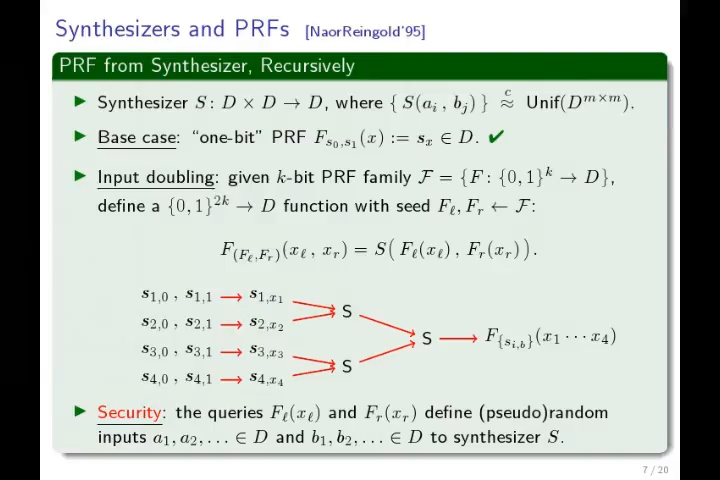 Synthesizers and PRFs [NaorReingold'95]
PRF from Synthesizer, Recursively
▶ Synthesizer S: D × D → D, where { S(a_i , b_j) } ≈^c Unif(D^{m×m}).
▶ Base case: “one-bit” PRF F_{s_0,s_1}(x) := s_x ∈ D. ✔
▶ Input doubling: given k-bit PRF family F = {F: {0,1}^k → D},
define a {0,1}^{2k} → D function with seed F_ℓ, F_r ← F:
F_{(F_ℓ,F_r)}(x_ℓ , x_r) = S( F_ℓ(x_ℓ) , F_r(x_r) ).
s_{1,0} , s_{1,1} → s_{1,x_1}
S
s_{2,0} , s_{2,1} → s_{2,x_2}
S → F_{{s_{i,b}}}(x_1 ⋯ x_4)
s_{3,0} , s_{3,1} → s_{3,x_3}
S
s_{4,0} , s_{4,1} → s_{4,x_4}
▶ Security: the queries F_ℓ(x_ℓ) and F_r(x_r) define (pseudo)random
inputs a_1, a_2, . . . ∈ D and b_1, b_2, . . . ∈ D to synthesizer S.
7 / 20